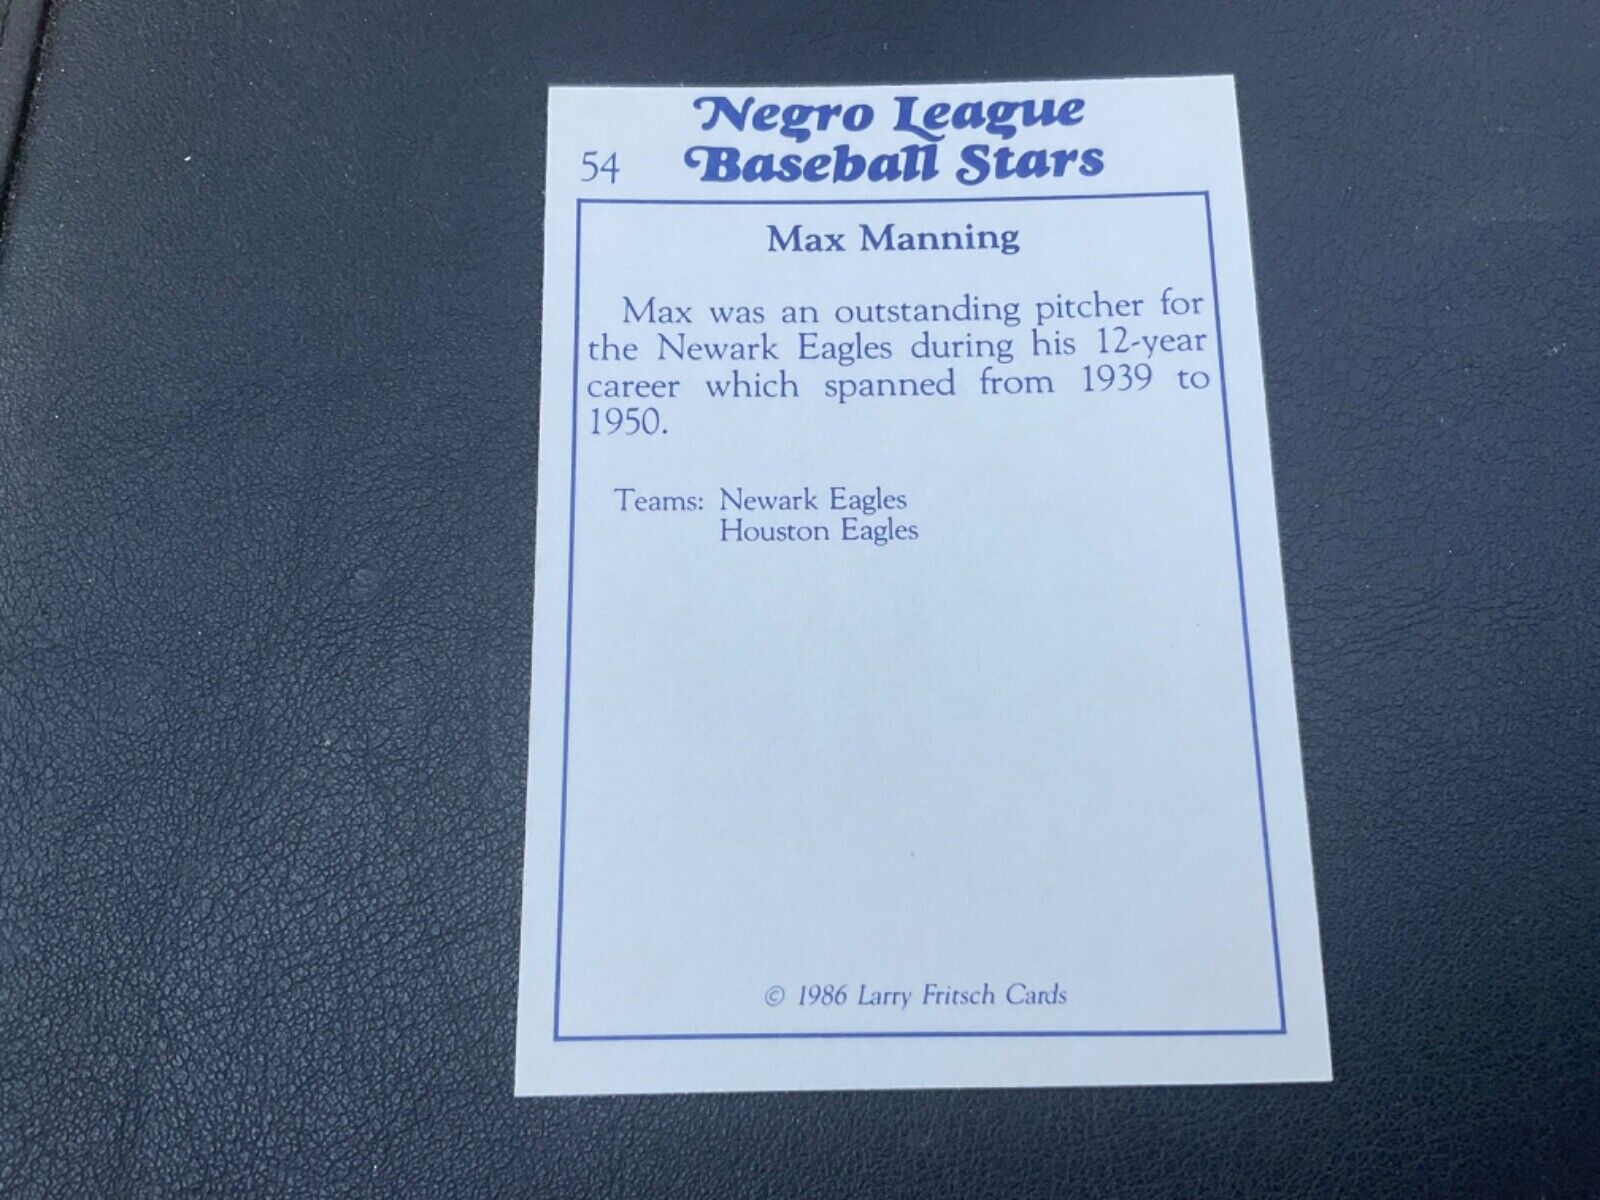 Negro League
54 Baseball Stars
Max Manning
Max was an outstanding pitcher for
the Newark Eagles during his 12-year
career which spanned from 1939 to
1950.
Teams: Newark Eagles
Houston Eagles
© 1986 Larry Fritsch Cards